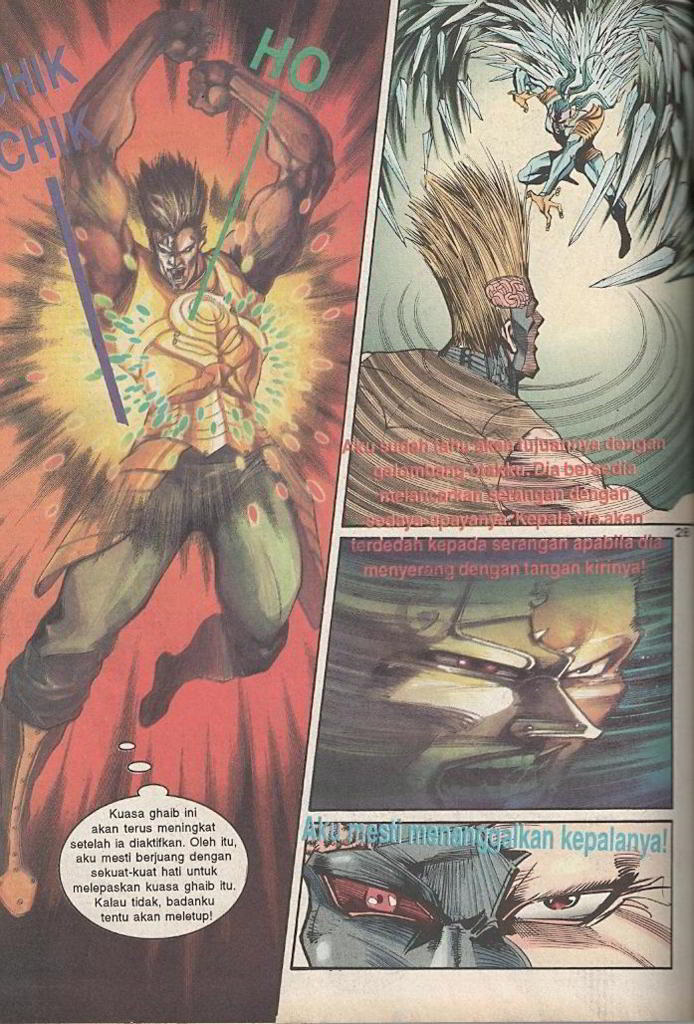 CHIK
CHIK
HO
Kuasa ghaib ini
akan terus meningkat
setelah ia diaktifkan. Oleh itu,
aku mesti berjuang dengan
sekuat-kuat hati untuk
melepaskan kuasa ghaib itu.
Kalau tidak, badanku
tentu akan meletup!
Aku sudah tahu akan tujuannya dengan
gelombang otakku. Dia bersedia
melancarkan serangan dengan
sedaya-upayanya. Kepala dia akan
terdedah kepada serangan apabila dia
menyerang dengan tangan kirinya!
Aku mesti menanggalkan kepalanya!